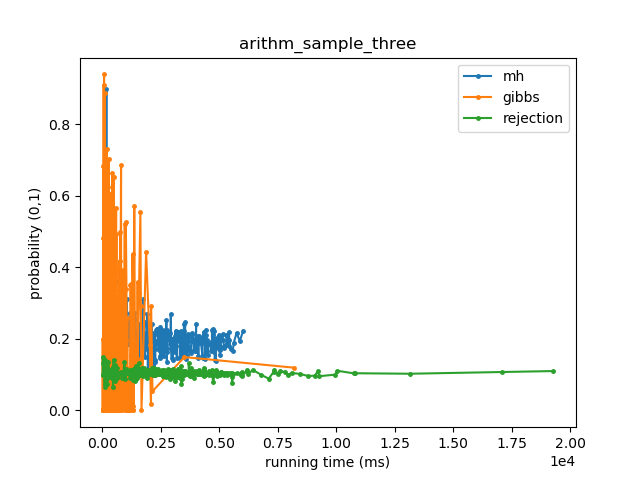 arithm_sample_three
mh
gibbs
rejection
probability (0,1)
0.8
0.6
0.4
0.2
0.0
0.00 0.25 0.50 0.75 1.00 1.25 1.50 1.75 2.00
1e4
running time (ms)